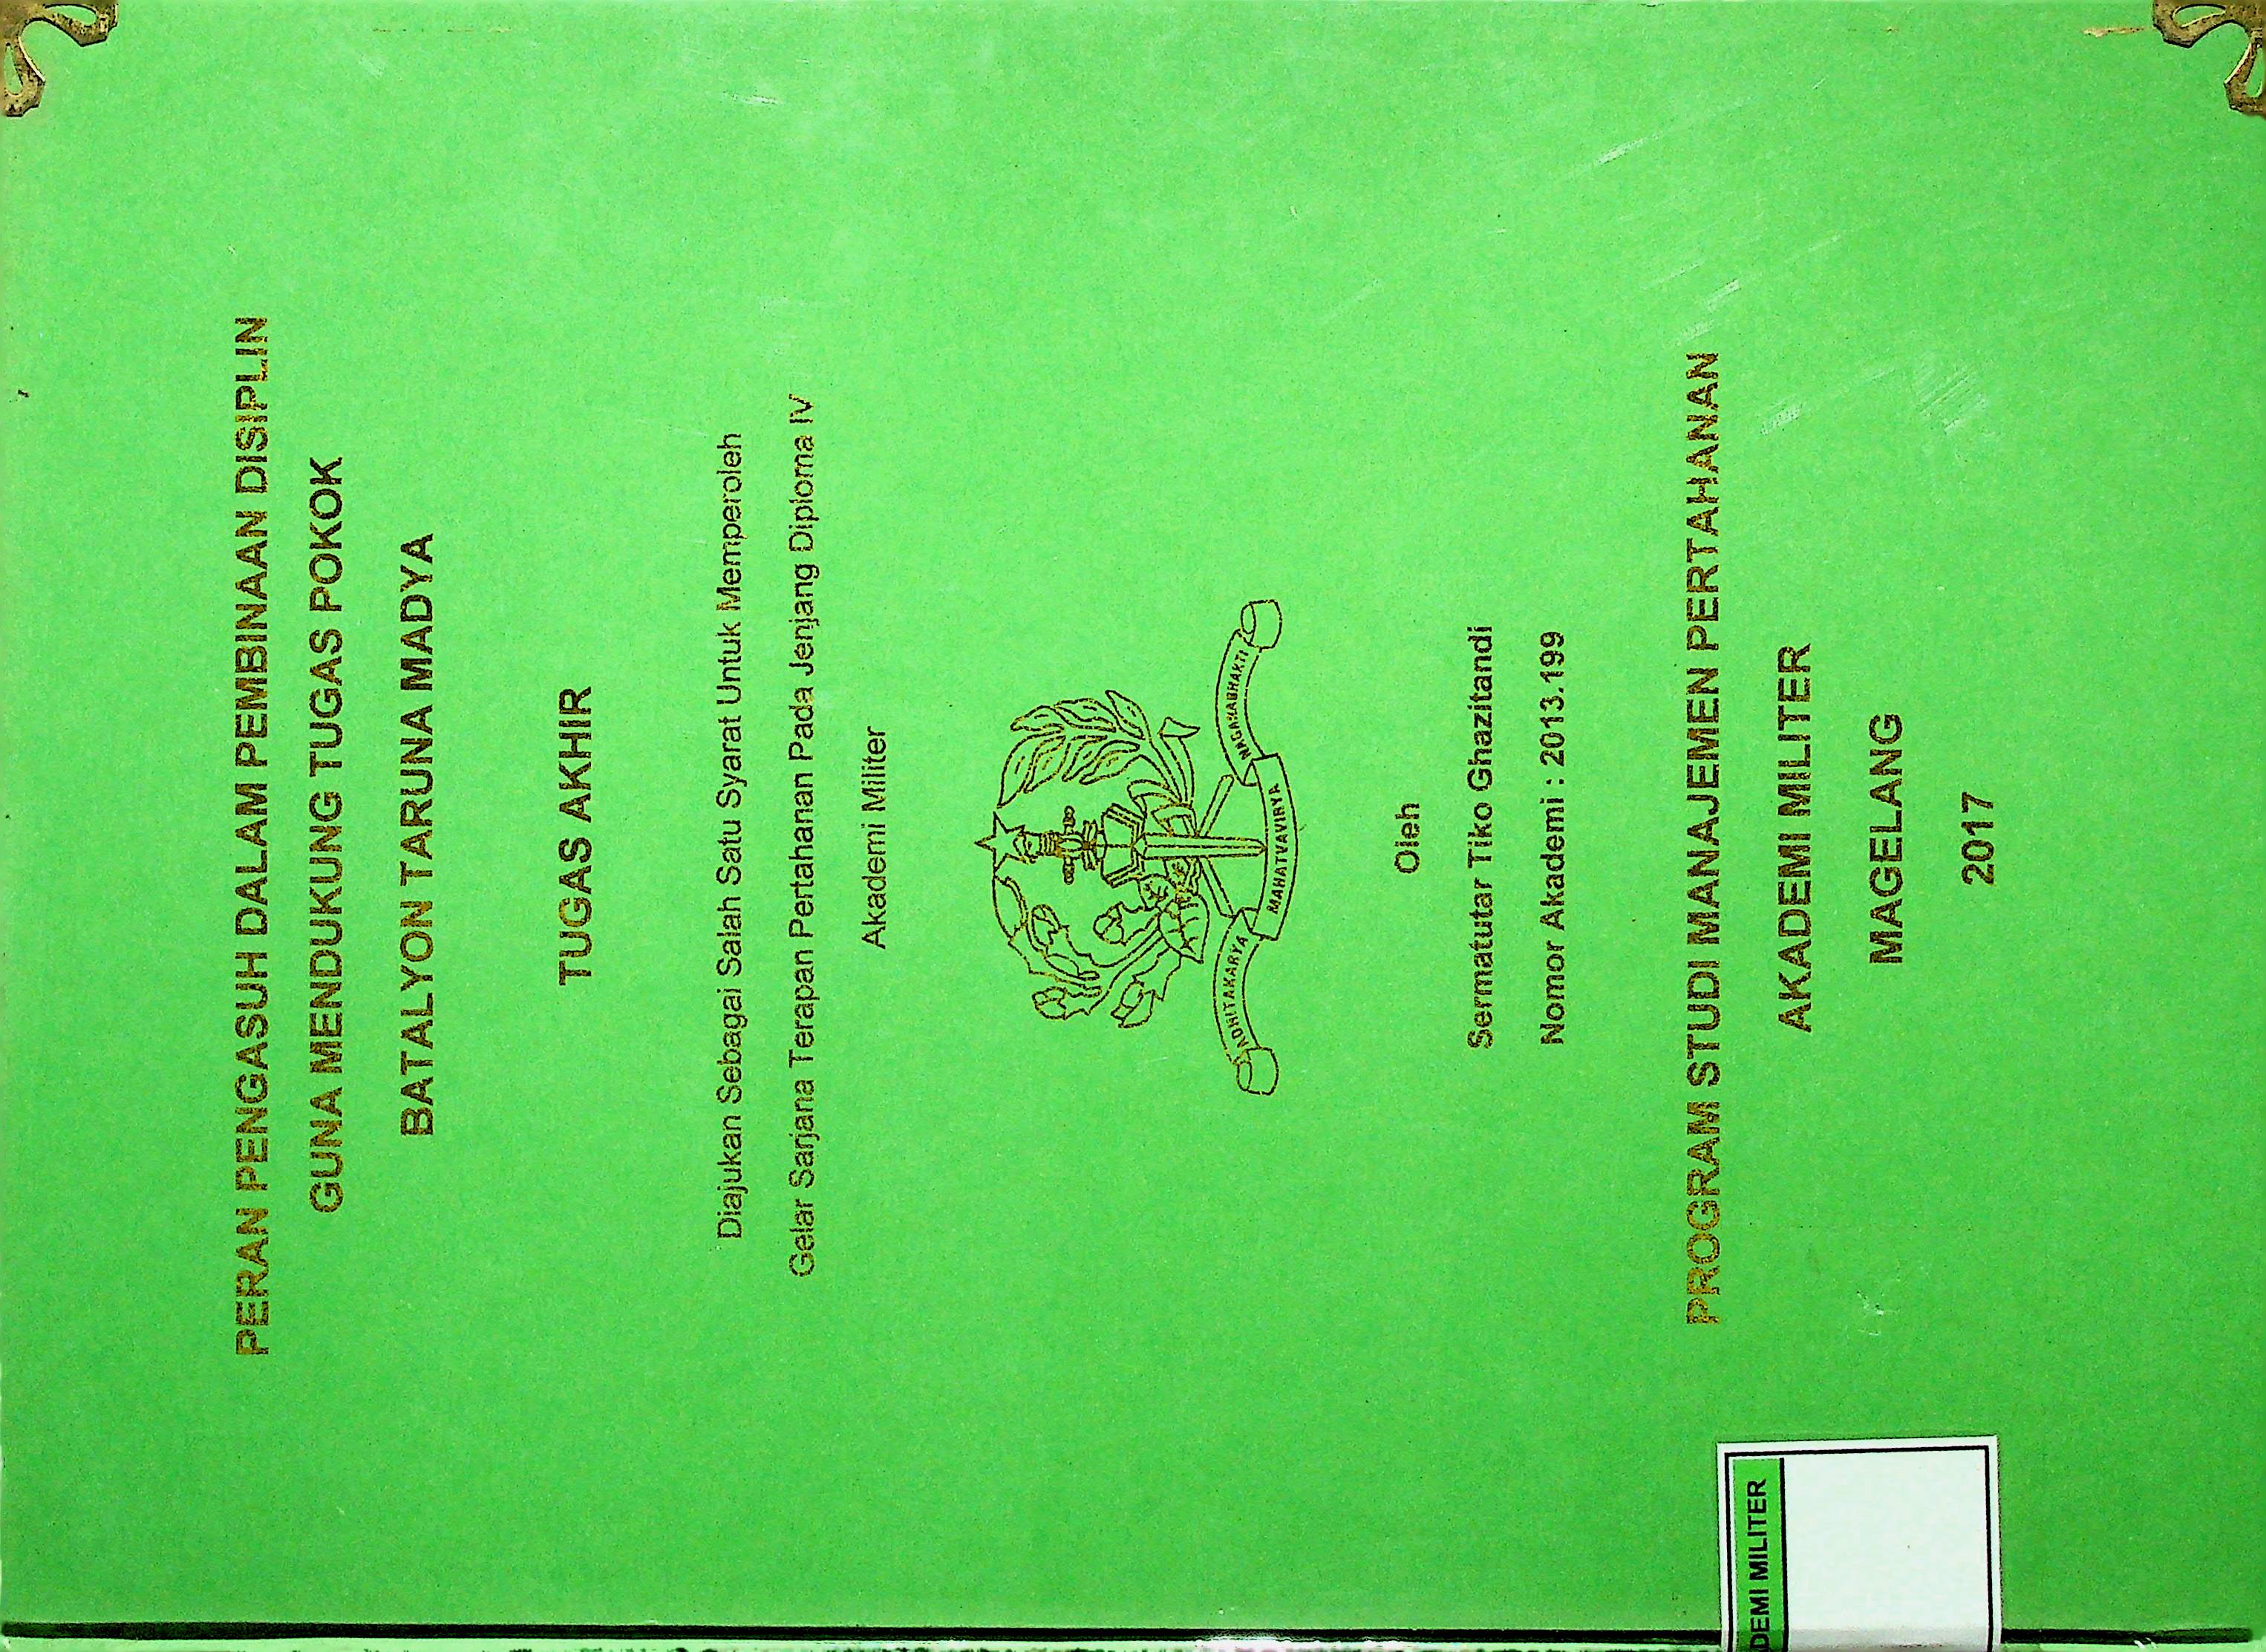 PERAN PENGASUH DALAM PEMBINAAN DISIPLIN
GUNA MENDUKUNG TUGAS POKOK
BATALYON TARUNA MADYA
TUGAS AKHIR
Diajukan Sebagai Salah Satu Syarat Untuk Memperoleh
Gelar Sarjana Terapan Pertahanan Pada Jenjang Diploma IV
Akademi Militer
ADHITAKARYA MAHATVAVIRYA NAGARABHAKTI
Oleh
Sermatutar Tiko Ghazitandi
Nomor Akademi : 2013.199
PROGRAM STUDI MANAJEMEN PERTAHANAN
AKADEMI MILITER
MAGELANG
2017
DEMI MILITER